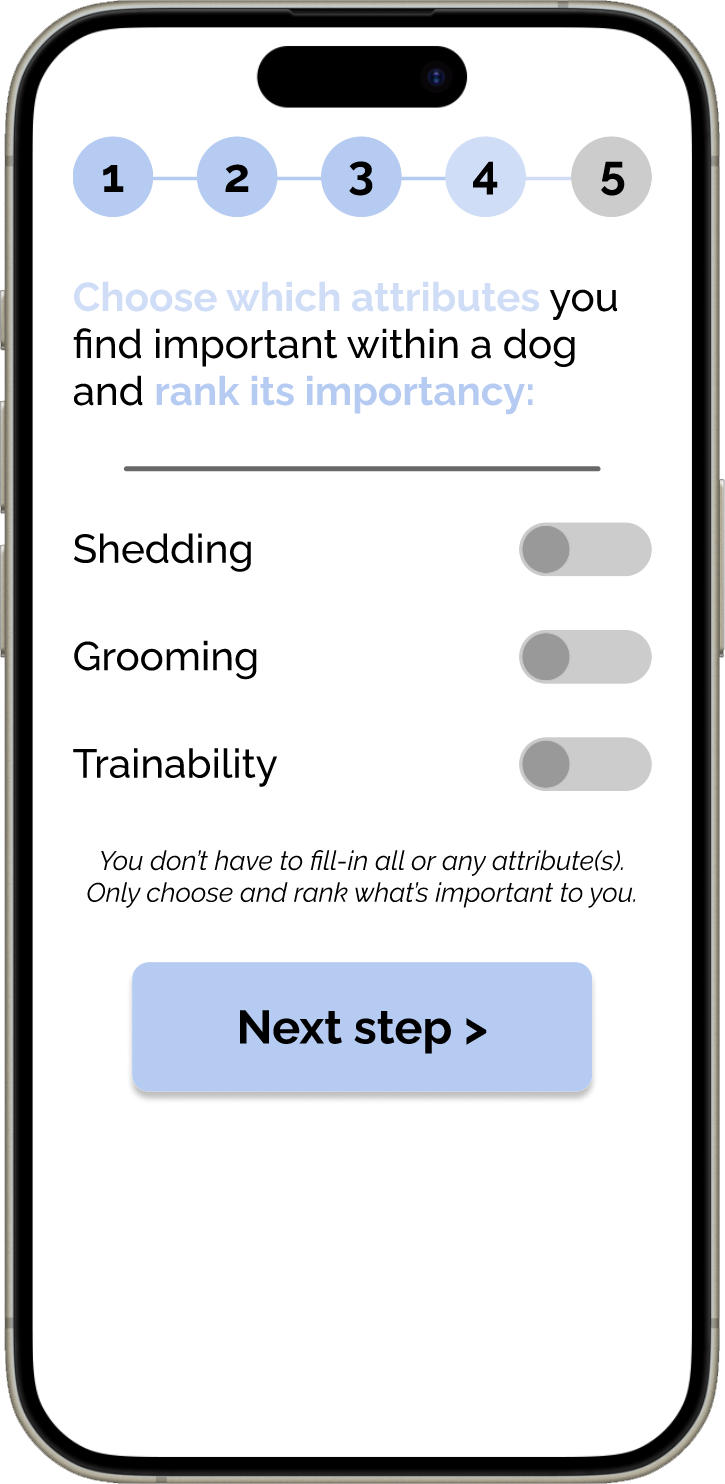 1 2 3 4 5
Choose which attributes you
find important within a dog
and rank its importancy:
Shedding
Grooming
Trainability
You don't have to fill-in all or any attribute(s).
Only choose and rank what's important to you.
Next step >